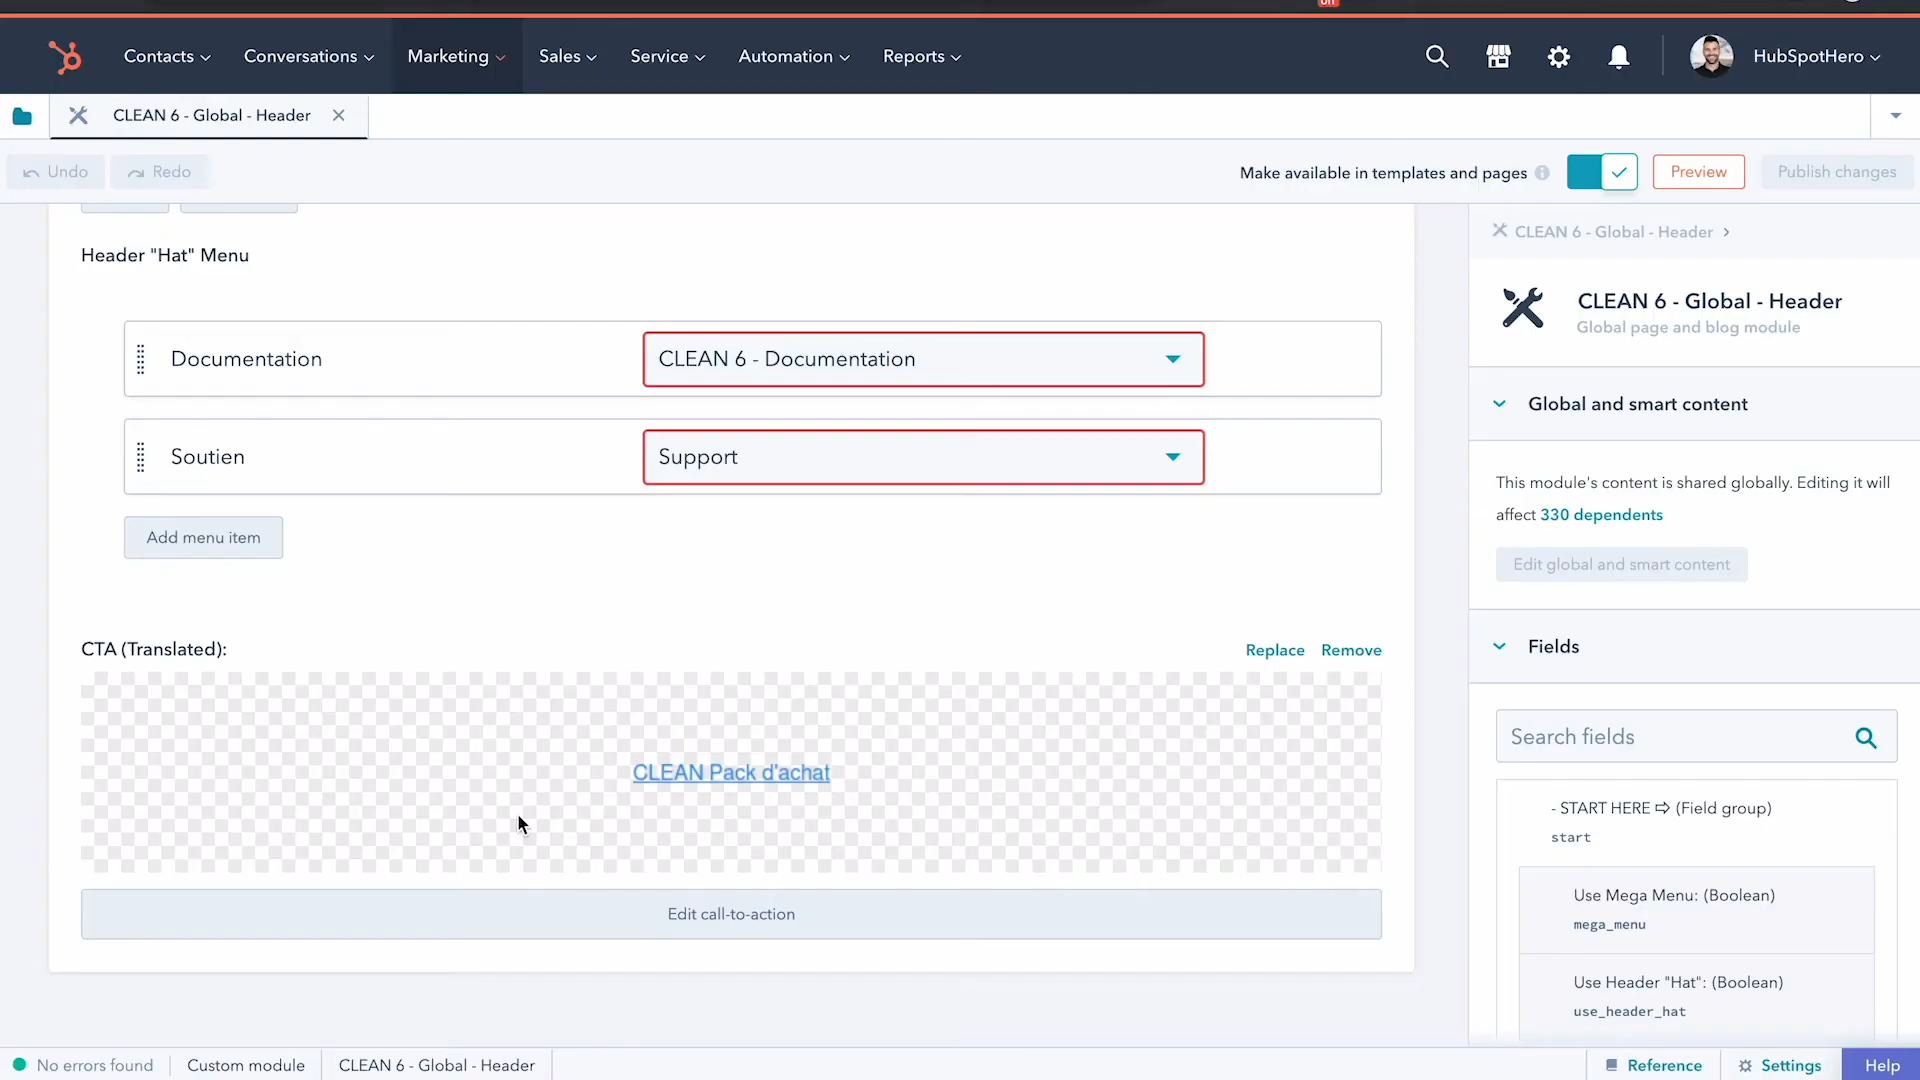 on
Contacts
Conversations
Marketing
Sales
Service
Automation
Reports
HubSpotHero
CLEAN 6 - Global - Header
Undo
Redo
Make available in templates and pages
Preview
Publish changes
Header "Hat" Menu
Documentation
CLEAN 6 - Documentation
Soutien
Support
Add menu item
CTA (Translated):
Replace
Remove
CLEAN Pack d'achat
Edit call-to-action
CLEAN 6 - Global - Header
CLEAN 6 - Global - Header
Global page and blog module
Global and smart content
This module's content is shared globally. Editing it will
affect 330 dependents
Edit global and smart content
Fields
Search fields
- START HERE ⇨ (Field group)
start
Use Mega Menu: (Boolean)
mega_menu
Use Header "Hat": (Boolean)
use_header_hat
No errors found
Custom module
CLEAN 6 - Global - Header
Reference
Settings
Help